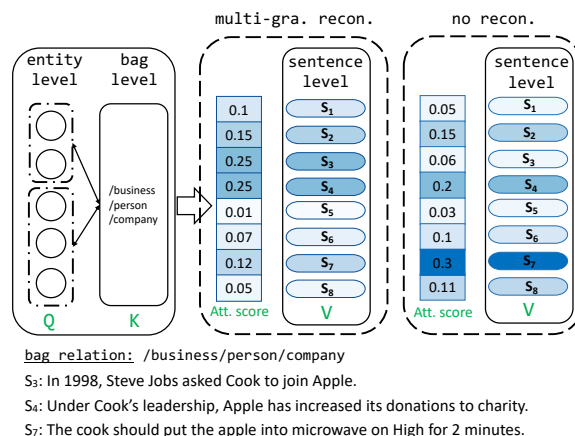 multi-gra. recon.
no recon.
entity level
bag level
sentence level
sentence level
/business
/person
/company
0.1
0.15
0.25
0.25
0.01
0.07
0.12
0.05
S1
S2
S3
S4
S5
S6
S7
S8
0.05
0.15
0.06
0.2
0.03
0.1
0.3
0.11
S1
S2
S3
S4
S5
S6
S7
S8
Q
K
Att. score
V
Att. score
V
bag relation: /business/person/company
S3: In 1998, Steve Jobs asked Cook to join Apple.
S4: Under Cook's leadership, Apple has increased its donations to charity.
S7: The cook should put the apple into microwave on High for 2 minutes.